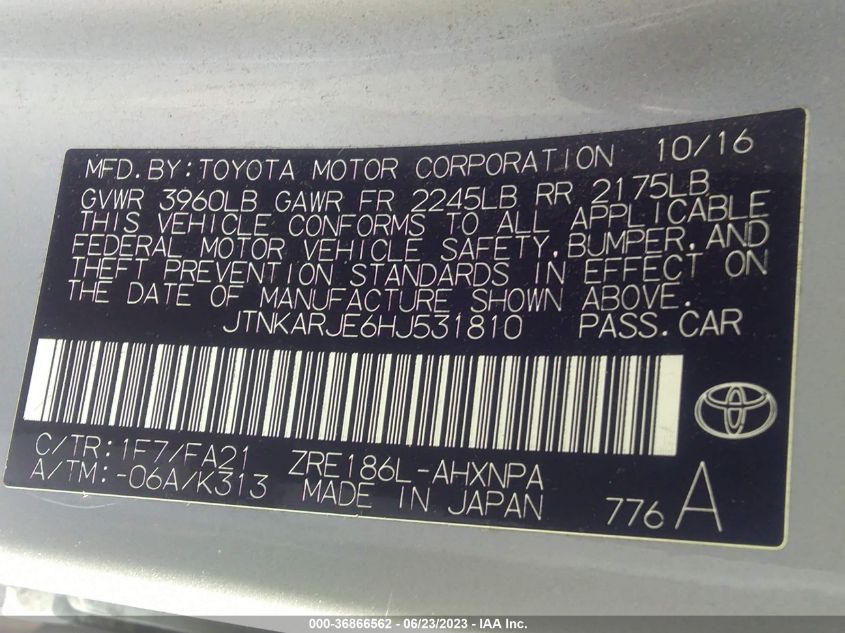 MFD.BY:TOYOTA MOTOR CORPORATION 10/16
GVWR 3960LB GAWR FR 2245LB RR 2175LB
THIS VEHICLE CONFORMS TO ALL APPLICABLE
FEDERAL MOTOR VEHICLE SAFETY,BUMPER,AND
THEFT PREVENTION STANDARDS IN EFFECT ON
THE DATE OF MANUFACTURE SHOWN ABOVE.
JTNKARJE6HJ531810 PASS.CAR
C/TR:1F7/FA21 ZRE186L-AHXNPA
A/TM:-06A/K313 MADE IN JAPAN 776A
000-36866562 - 06/23/2023 - IAA Inc.